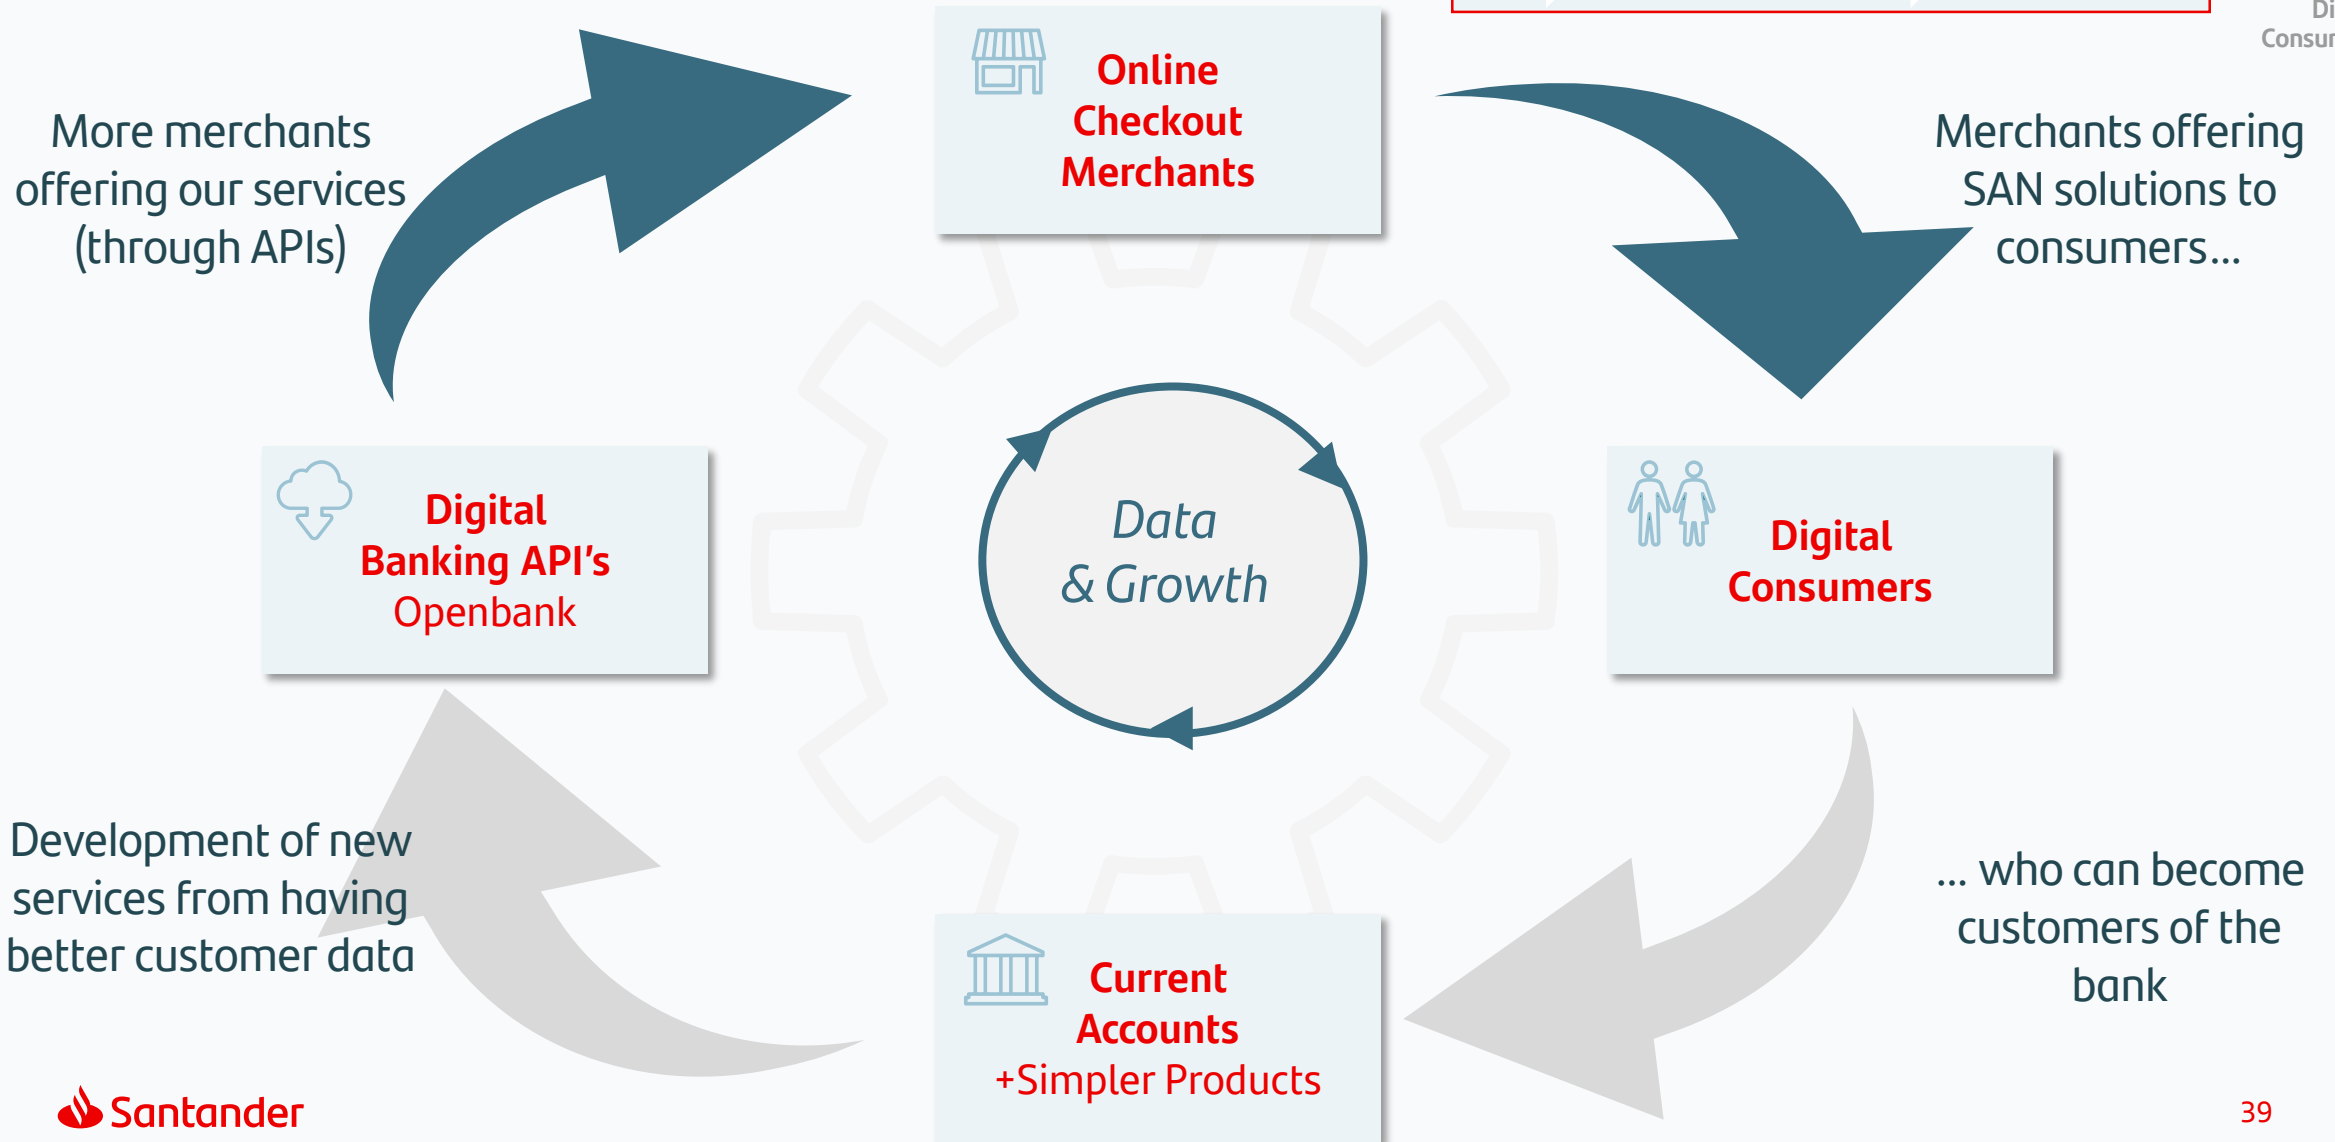 Online
Checkout
Merchants
More merchants
offering our services
(through APIs)
Merchants offering
SAN solutions to
consumers...
Digital
Banking API's
Openbank
Data
& Growth
Digital
Consumers
Development of new
services from having
better customer data
... who can become
customers of the
bank
Current
Accounts
+Simpler Products
Santander
39